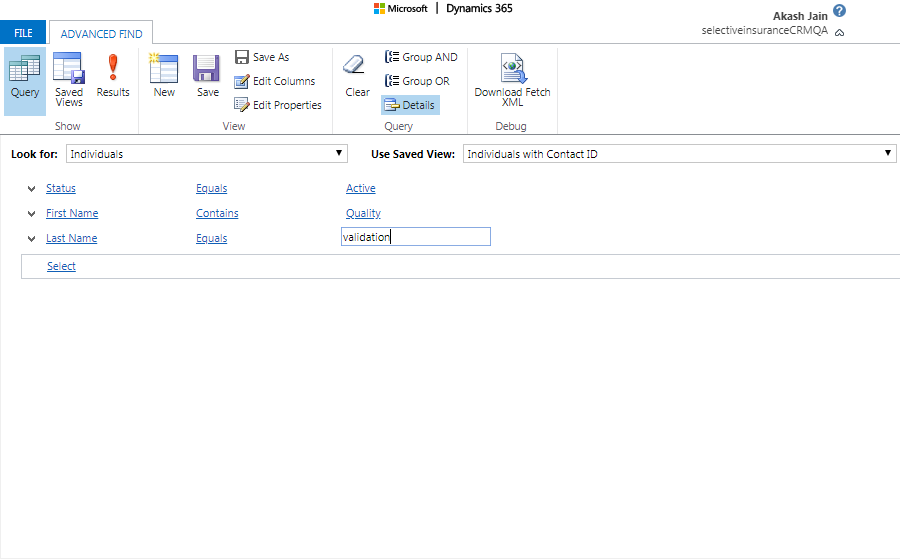 Microsoft | Dynamics 365
Akash Jain
selectiveinsuranceCRMQA
FILE
ADVANCED FIND
Query
Saved Views
Results
New
Save
Save As
Edit Columns
Edit Properties
Clear
Group AND
Group OR
Details
Download Fetch XML
Show
View
Query
Debug
Look for: Individuals
Use Saved View: Individuals with Contact ID
Status Equals Active
First Name Contains Quality
Last Name Equals validation
Select